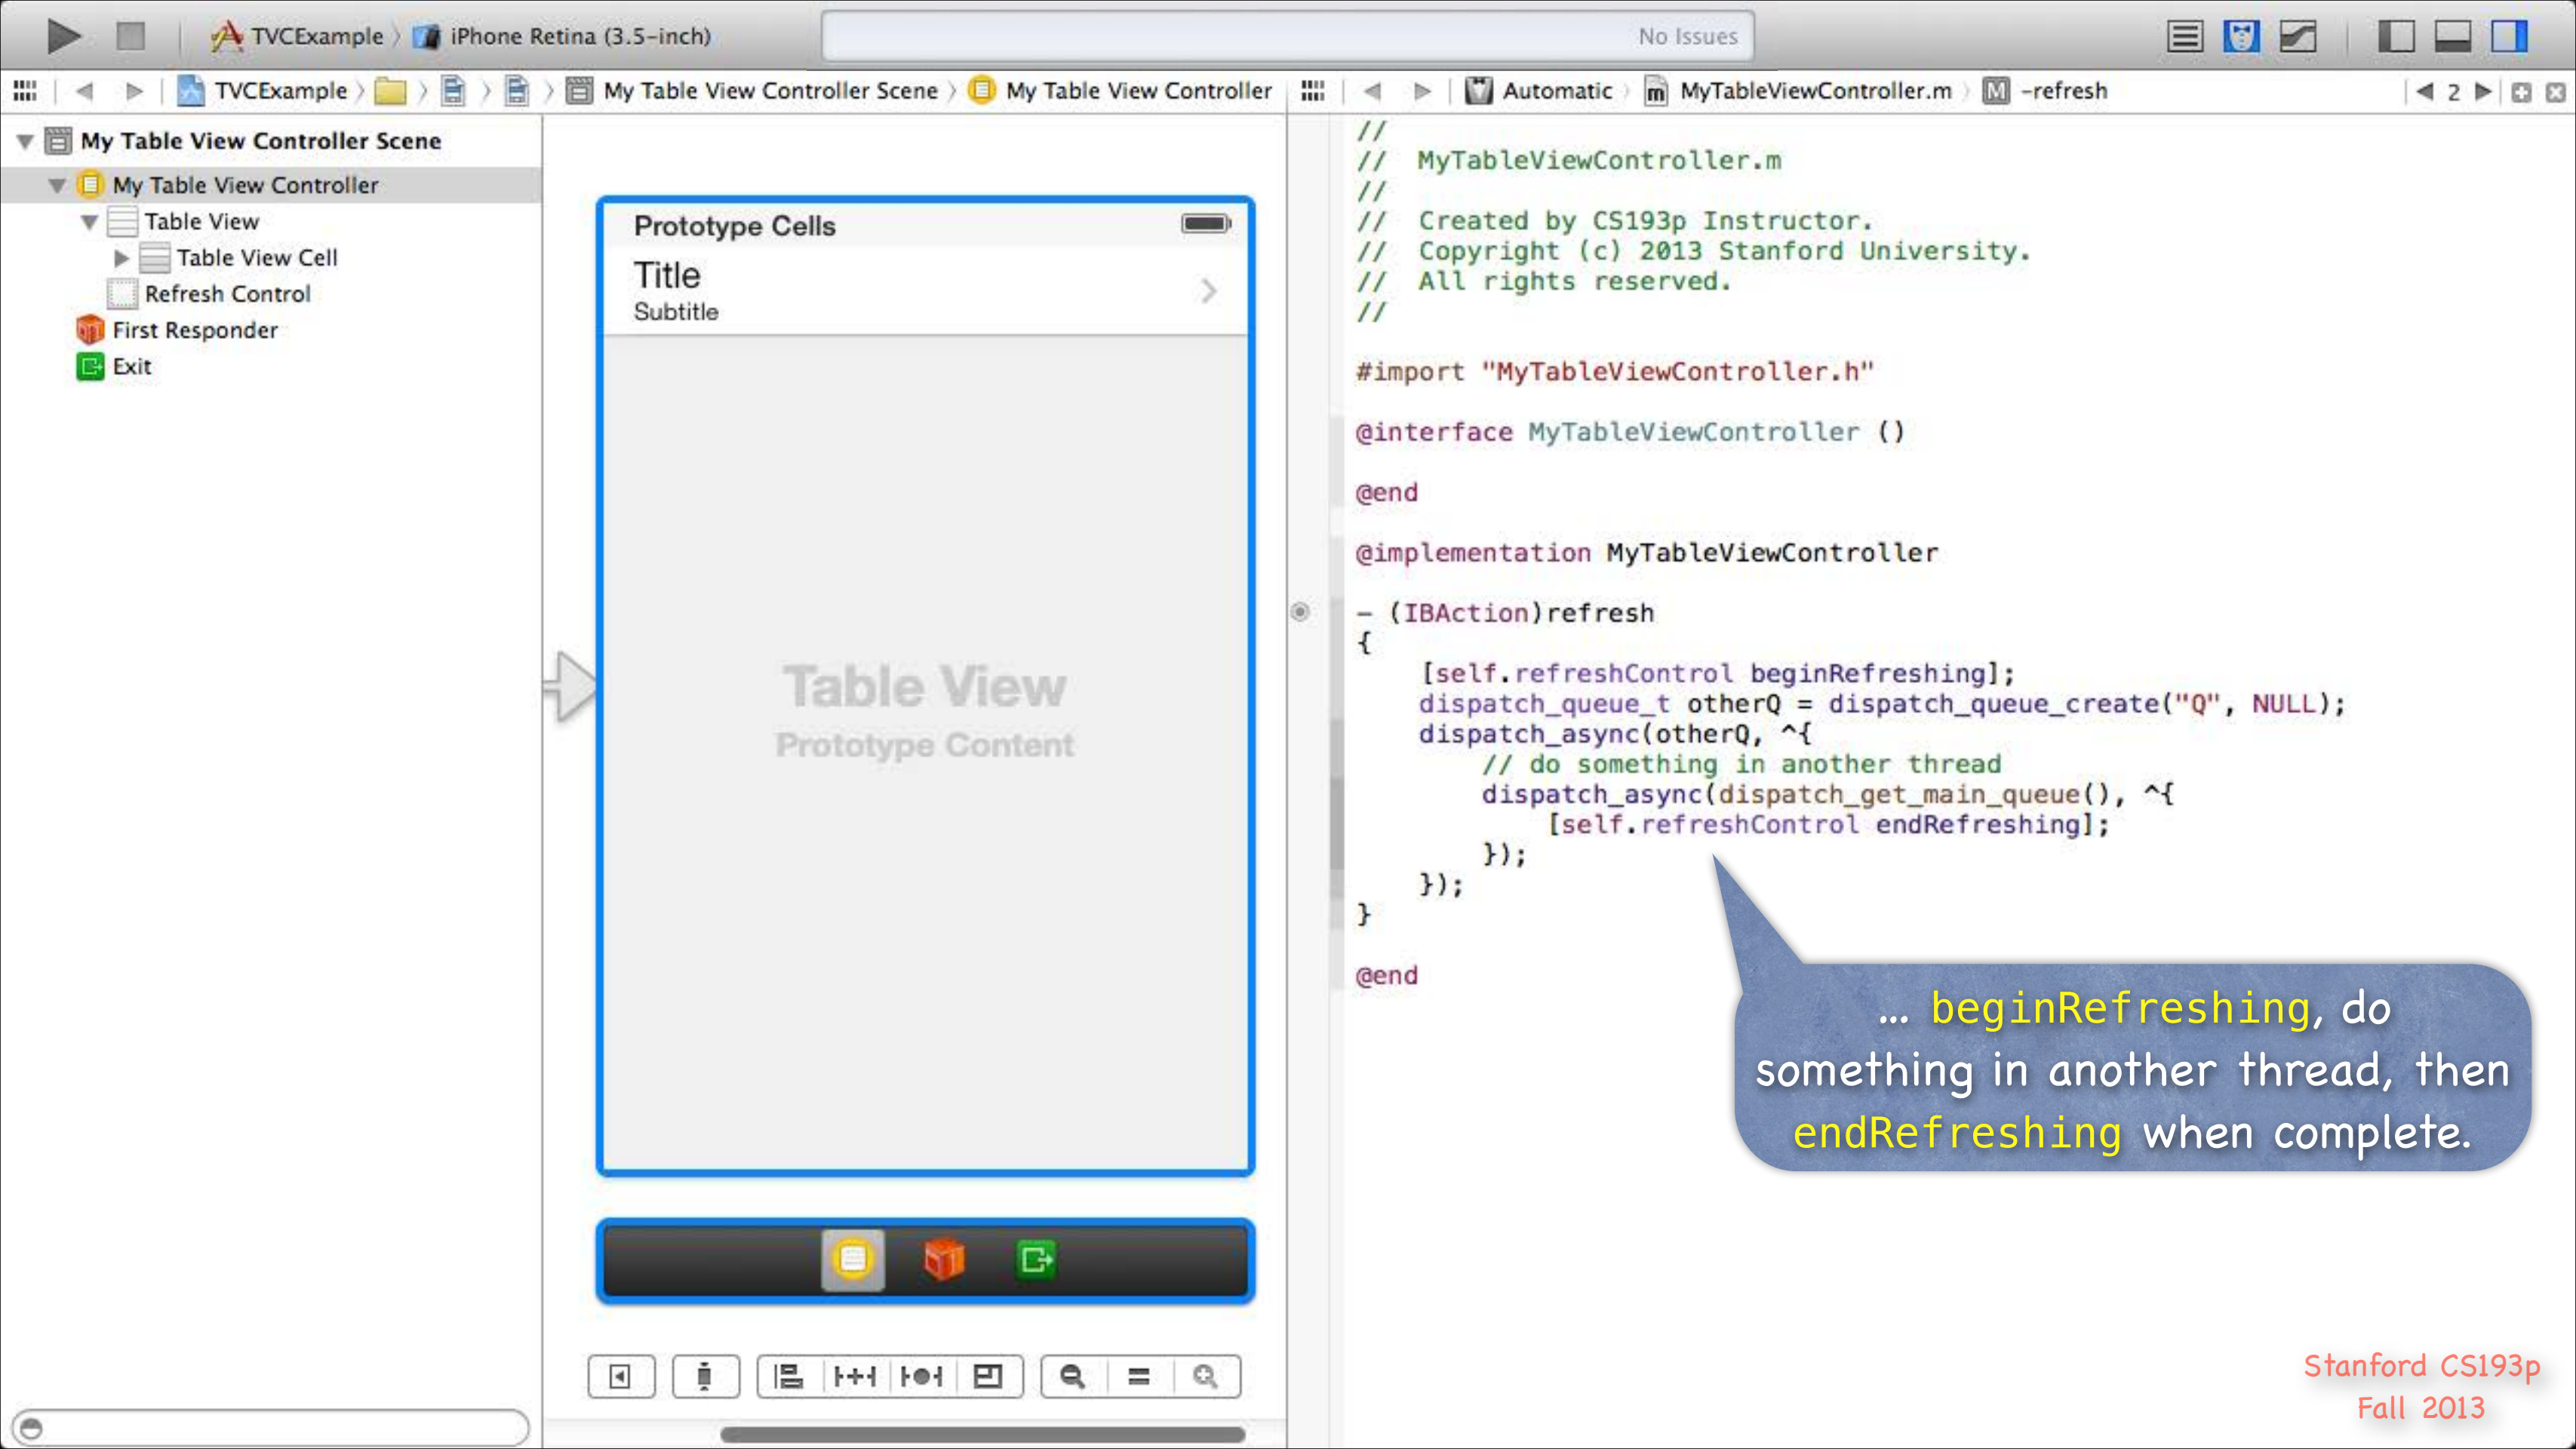 TVCExample
iPhone Retina (3.5-inch)
No Issues
TVCExample
My Table View Controller Scene
My Table View Controller
Automatic
MyTableViewController.m
M
-refresh
2
My Table View Controller Scene
My Table View Controller
Table View
Table View Cell
Refresh Control
First Responder
Exit
Prototype Cells
Title
Subtitle
Table View
Prototype Content
//
//  MyTableViewController.m
//
//  Created by CS193p Instructor.
//  Copyright (c) 2013 Stanford University.
//  All rights reserved.
//
#import "MyTableViewController.h"
@interface MyTableViewController ()
@end
@implementation MyTableViewController
- (IBAction)refresh
{
    [self.refreshControl beginRefreshing];
    dispatch_queue_t otherQ = dispatch_queue_create("Q", NULL);
    dispatch_async(otherQ, ^{
        // do something in another thread
        dispatch_async(dispatch_get_main_queue(), ^{
            [self.refreshControl endRefreshing];
        });
    });
}
@end
... beginRefreshing, do
something in another thread, then
endRefreshing when complete.
Stanford CS193p
Fall 2013